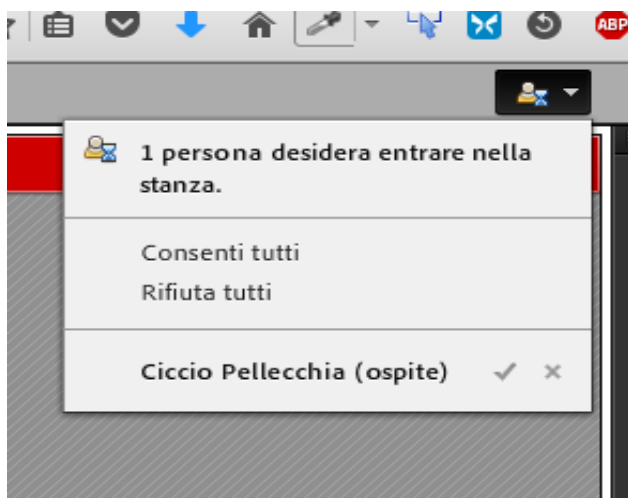 ABP
1 persona desidera entrare nella
stanza.
Consenti tutti
Rifiuta tutti
Ciccio Pellecchia (ospite)